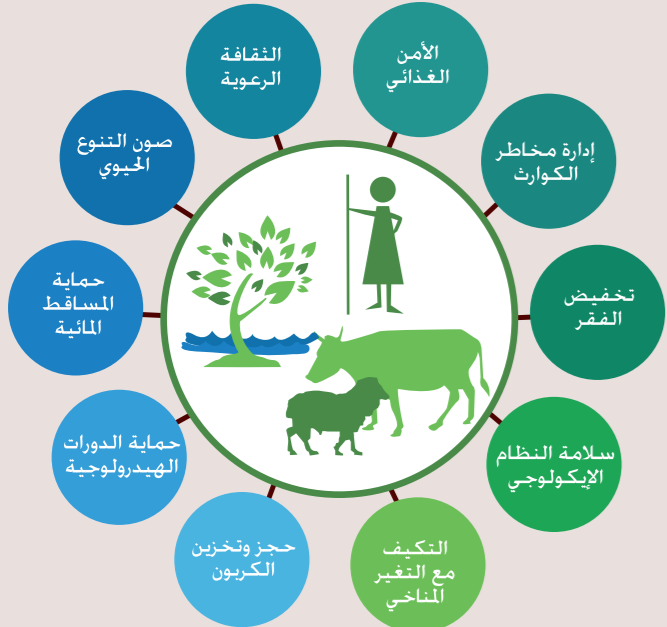 الأمن
الغذائي
إدارة مخاطر
الكوارث
تخفيض
الفقر
سلامة النظام
الإيكولوجي
التكيف
مع التغير
المناخي
حجز وتخزين
الكربون
حماية الدورات
الهيدرولوجية
حماية
المساقط
المائية
صون التنوع
الحيوي
الثقافة
الرعوية